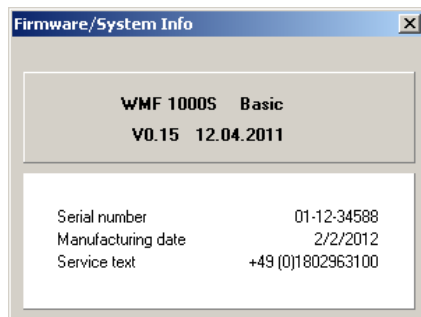 Firmware/System Info
WMF 1000S Basic
V0.15 12.04.2011
Serial number 01-12-34588
Manufacturing date 2/2/2012
Service text +49 (0)1802963100